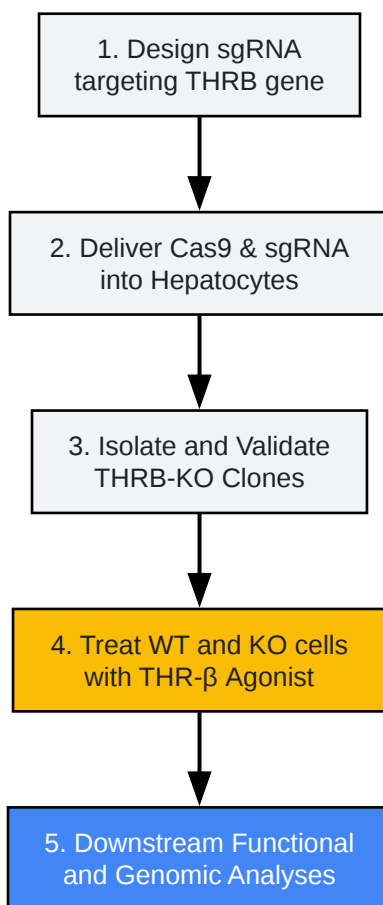 1. Design sgRNA
targeting THRB gene
2. Deliver Cas9 & sgRNA
into Hepatocytes
3. Isolate and Validate
THRB-KO Clones
4. Treat WT and KO cells
with THR-β Agonist
5. Downstream Functional
and Genomic Analyses